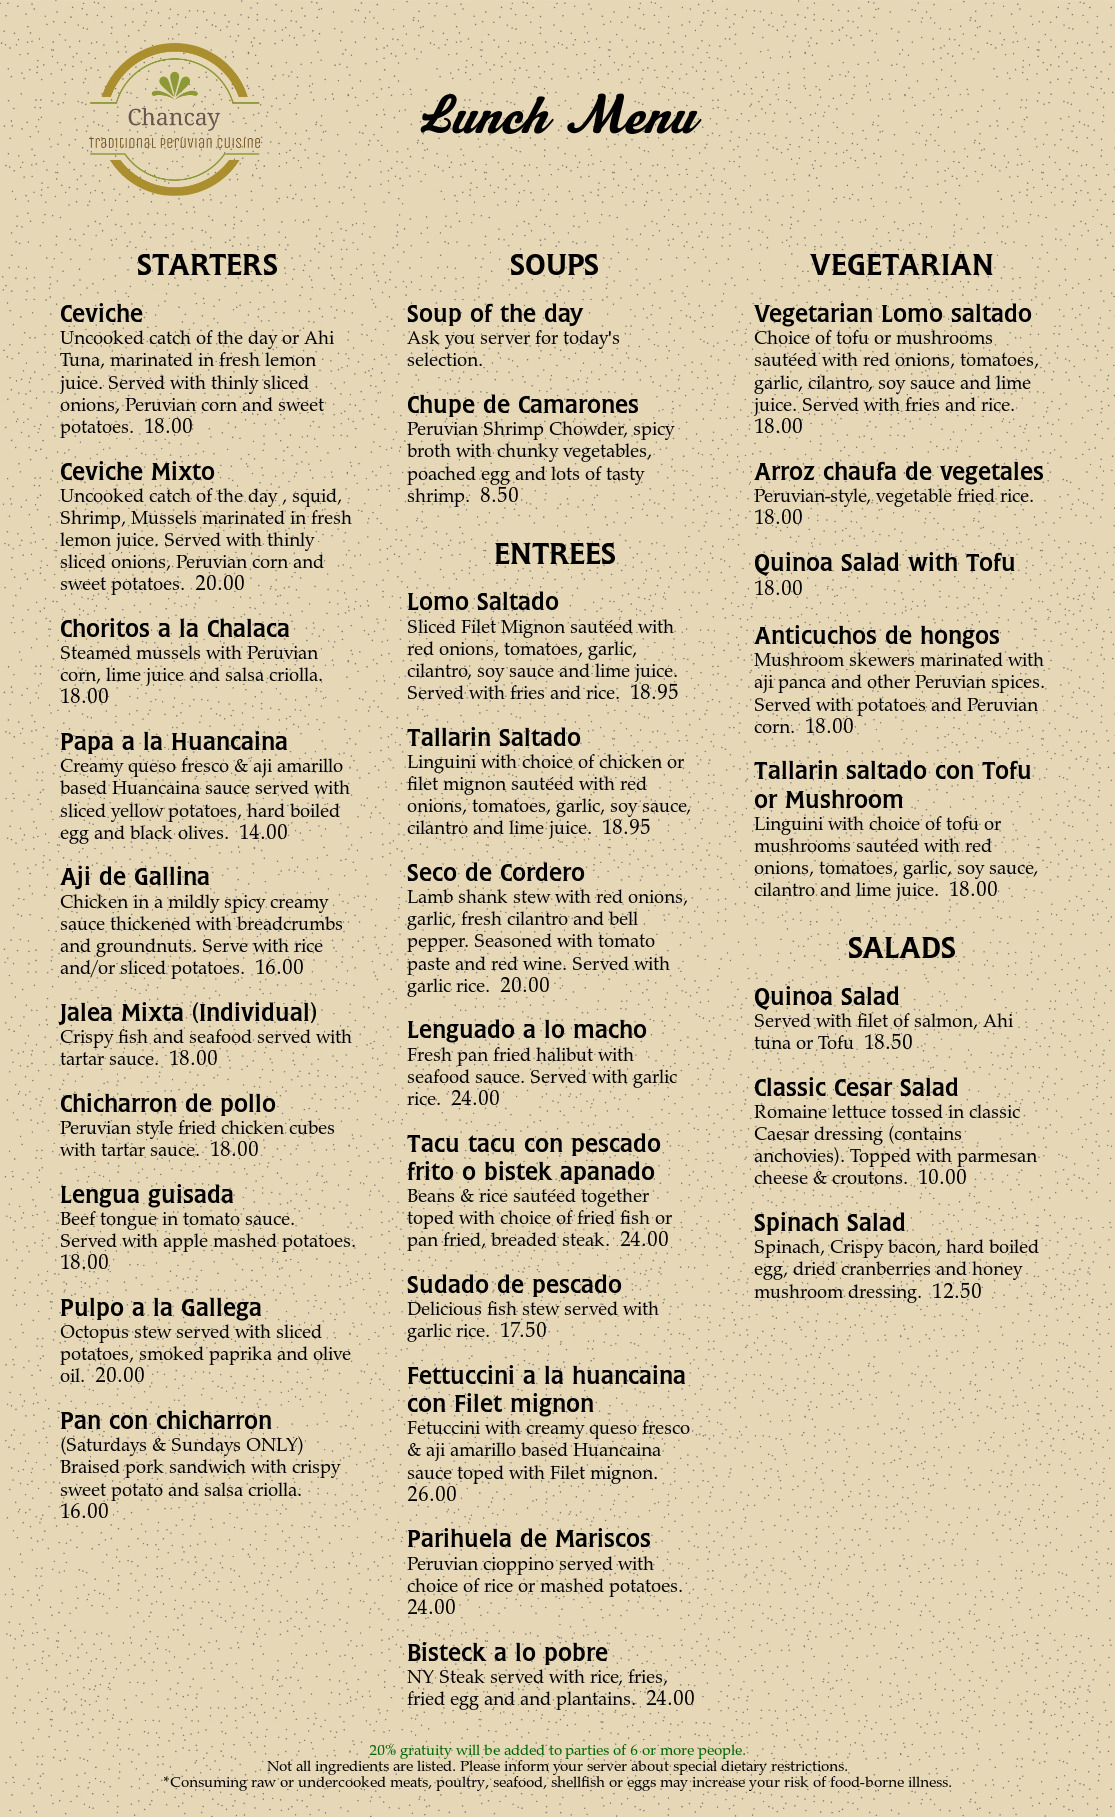 Chancay
Traditional Peruvian Cuisine
Lunch Menu
STARTERS
Ceviche
Uncooked catch of the day or Ahi
Tuna, marinated in fresh lemon
juice. Served with thinly sliced
onions, Peruvian corn and sweet
potatoes. 18.00
Ceviche Mixto
Uncooked catch of the day , squid,
Shrimp, Mussels marinated in fresh
lemon juice. Served with thinly
sliced onions, Peruvian corn and
sweet potatoes. 20.00
Choritos a la Chalaca
Steamed mussels with Peruvian
corn, lime juice and salsa criolla.
18.00
Papa a la Huancaina
Creamy queso fresco & aji amarillo
based Huancaina sauce served with
sliced yellow potatoes, hard boiled
egg and black olives. 14.00
Aji de Gallina
Chicken in a mildly spicy creamy
sauce thickened with breadcrumbs
and groundnuts. Serve with rice
and/or sliced potatoes. 16.00
Jalea Mixta (Individual)
Crispy fish and seafood served with
tartar sauce. 18.00
Chicharron de pollo
Peruvian style fried chicken cubes
with tartar sauce. 18.00
Lengua guisada
Beef tongue in tomato sauce.
Served with apple mashed potatoes.
18.00
Pulpo a la Gallega
Octopus stew served with sliced
potatoes, smoked paprika and olive
oil. 20.00
Pan con chicharron
(Saturdays & Sundays ONLY)
Braised pork sandwich with crispy
sweet potato and salsa criolla.
16.00
SOUPS
Soup of the day
Ask you server for today's
selection.
Chupe de Camarones
Peruvian Shrimp Chowder, spicy
broth with chunky vegetables,
poached egg and lots of tasty
shrimp. 8.50
ENTREES
Lomo Saltado
Sliced Filet Mignon sautéed with
red onions, tomatoes, garlic,
cilantro, soy sauce and lime juice.
Served with fries and rice. 18.95
Tallarin Saltado
Linguini with choice of chicken or
filet mignon sautéed with red
onions, tomatoes, garlic, soy sauce,
cilantro and lime juice. 18.95
Seco de Cordero
Lamb shank stew with red onions,
garlic, fresh cilantro and bell
pepper. Seasoned with tomato
paste and red wine. Served with
garlic rice. 20.00
Lenguado a lo macho
Fresh pan fried halibut with
seafood sauce. Served with garlic
rice. 24.00
Tacu tacu con pescado
frito o bistek apanado
Beans & rice sautéed together
toped with choice of fried fish or
pan fried, breaded steak. 24.00
Sudado de pescado
Delicious fish stew served with
garlic rice. 17.50
Fettuccini a la huancaina
con Filet mignon
Fetuccini with creamy queso fresco
& aji amarillo based Huancaina
sauce toped with Filet mignon.
26.00
Parihuela de Mariscos
Peruvian cioppino served with
choice of rice or mashed potatoes.
24.00
Bisteck a lo pobre
NY Steak served with rice, fries,
fried egg and and plantains. 24.00
VEGETARIAN
Vegetarian Lomo saltado
Choice of tofu or mushrooms
sautéed with red onions, tomatoes,
garlic, cilantro, soy sauce and lime
juice. Served with fries and rice.
18.00
Arroz chaufa de vegetales
Peruvian-style, vegetable fried rice.
18.00
Quinoa Salad with Tofu
18.00
Anticuchos de hongos
Mushroom skewers marinated with
aji panca and other Peruvian spices.
Served with potatoes and Peruvian
corn. 18.00
Tallarin saltado con Tofu
or Mushroom
Linguini with choice of tofu or
mushrooms sautéed with red
onions, tomatoes, garlic, soy sauce,
cilantro and lime juice. 18.00
SALADS
Quinoa Salad
Served with filet of salmon, Ahi
tuna or Tofu 18.50
Classic Cesar Salad
Romaine lettuce tossed in classic
Caesar dressing (contains
anchovies). Topped with parmesan
cheese & croutons. 10.00
Spinach Salad
Spinach, Crispy bacon, hard boiled
egg, dried cranberries and honey
mushroom dressing. 12.50
20% gratuity will be added to parties of 6 or more people.
Not all ingredients are listed. Please inform your server about special dietary restrictions.
*Consuming raw or undercooked meats, poultry, seafood, shellfish or eggs may increase your risk of food-borne illness.